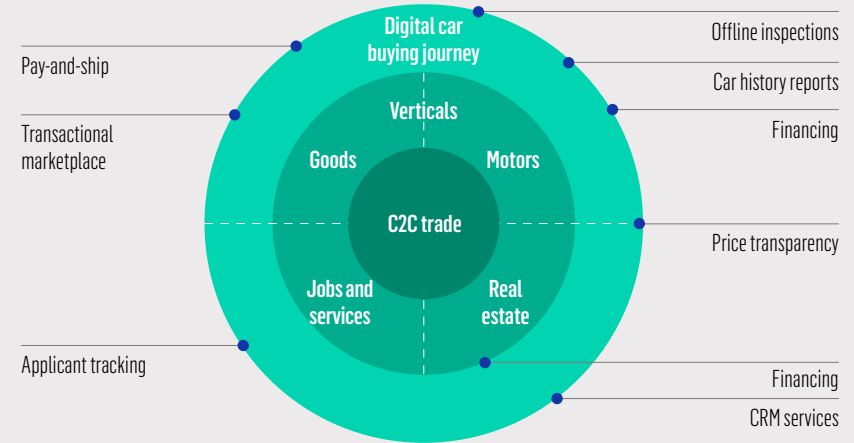 Digital car
buying journey
Offline inspections
Pay-and-ship
Car history reports
Verticals
Transactional
marketplace
Financing
Goods
Motors
C2C trade
Price transparency
Jobs and
services
Real
estate
Applicant tracking
Financing
CRM services